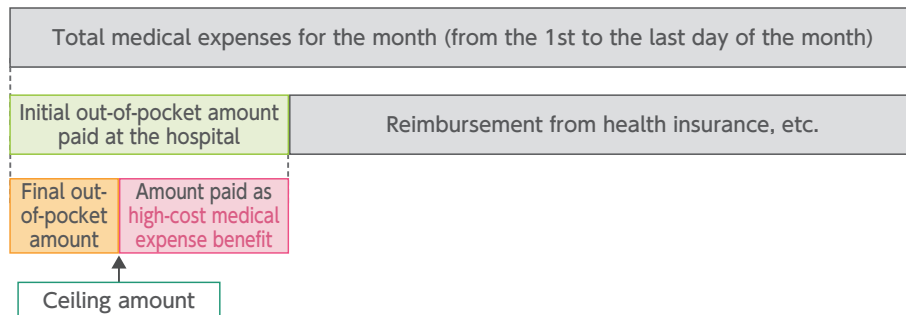 Total medical expenses for the month (from the 1st to the last day of the month)
Initial out-of-pocket amount
paid at the hospital
Reimbursement from health insurance, etc.
Final out-
of-pocket
amount
Amount paid as
high-cost medical
expense benefit
Ceiling amount